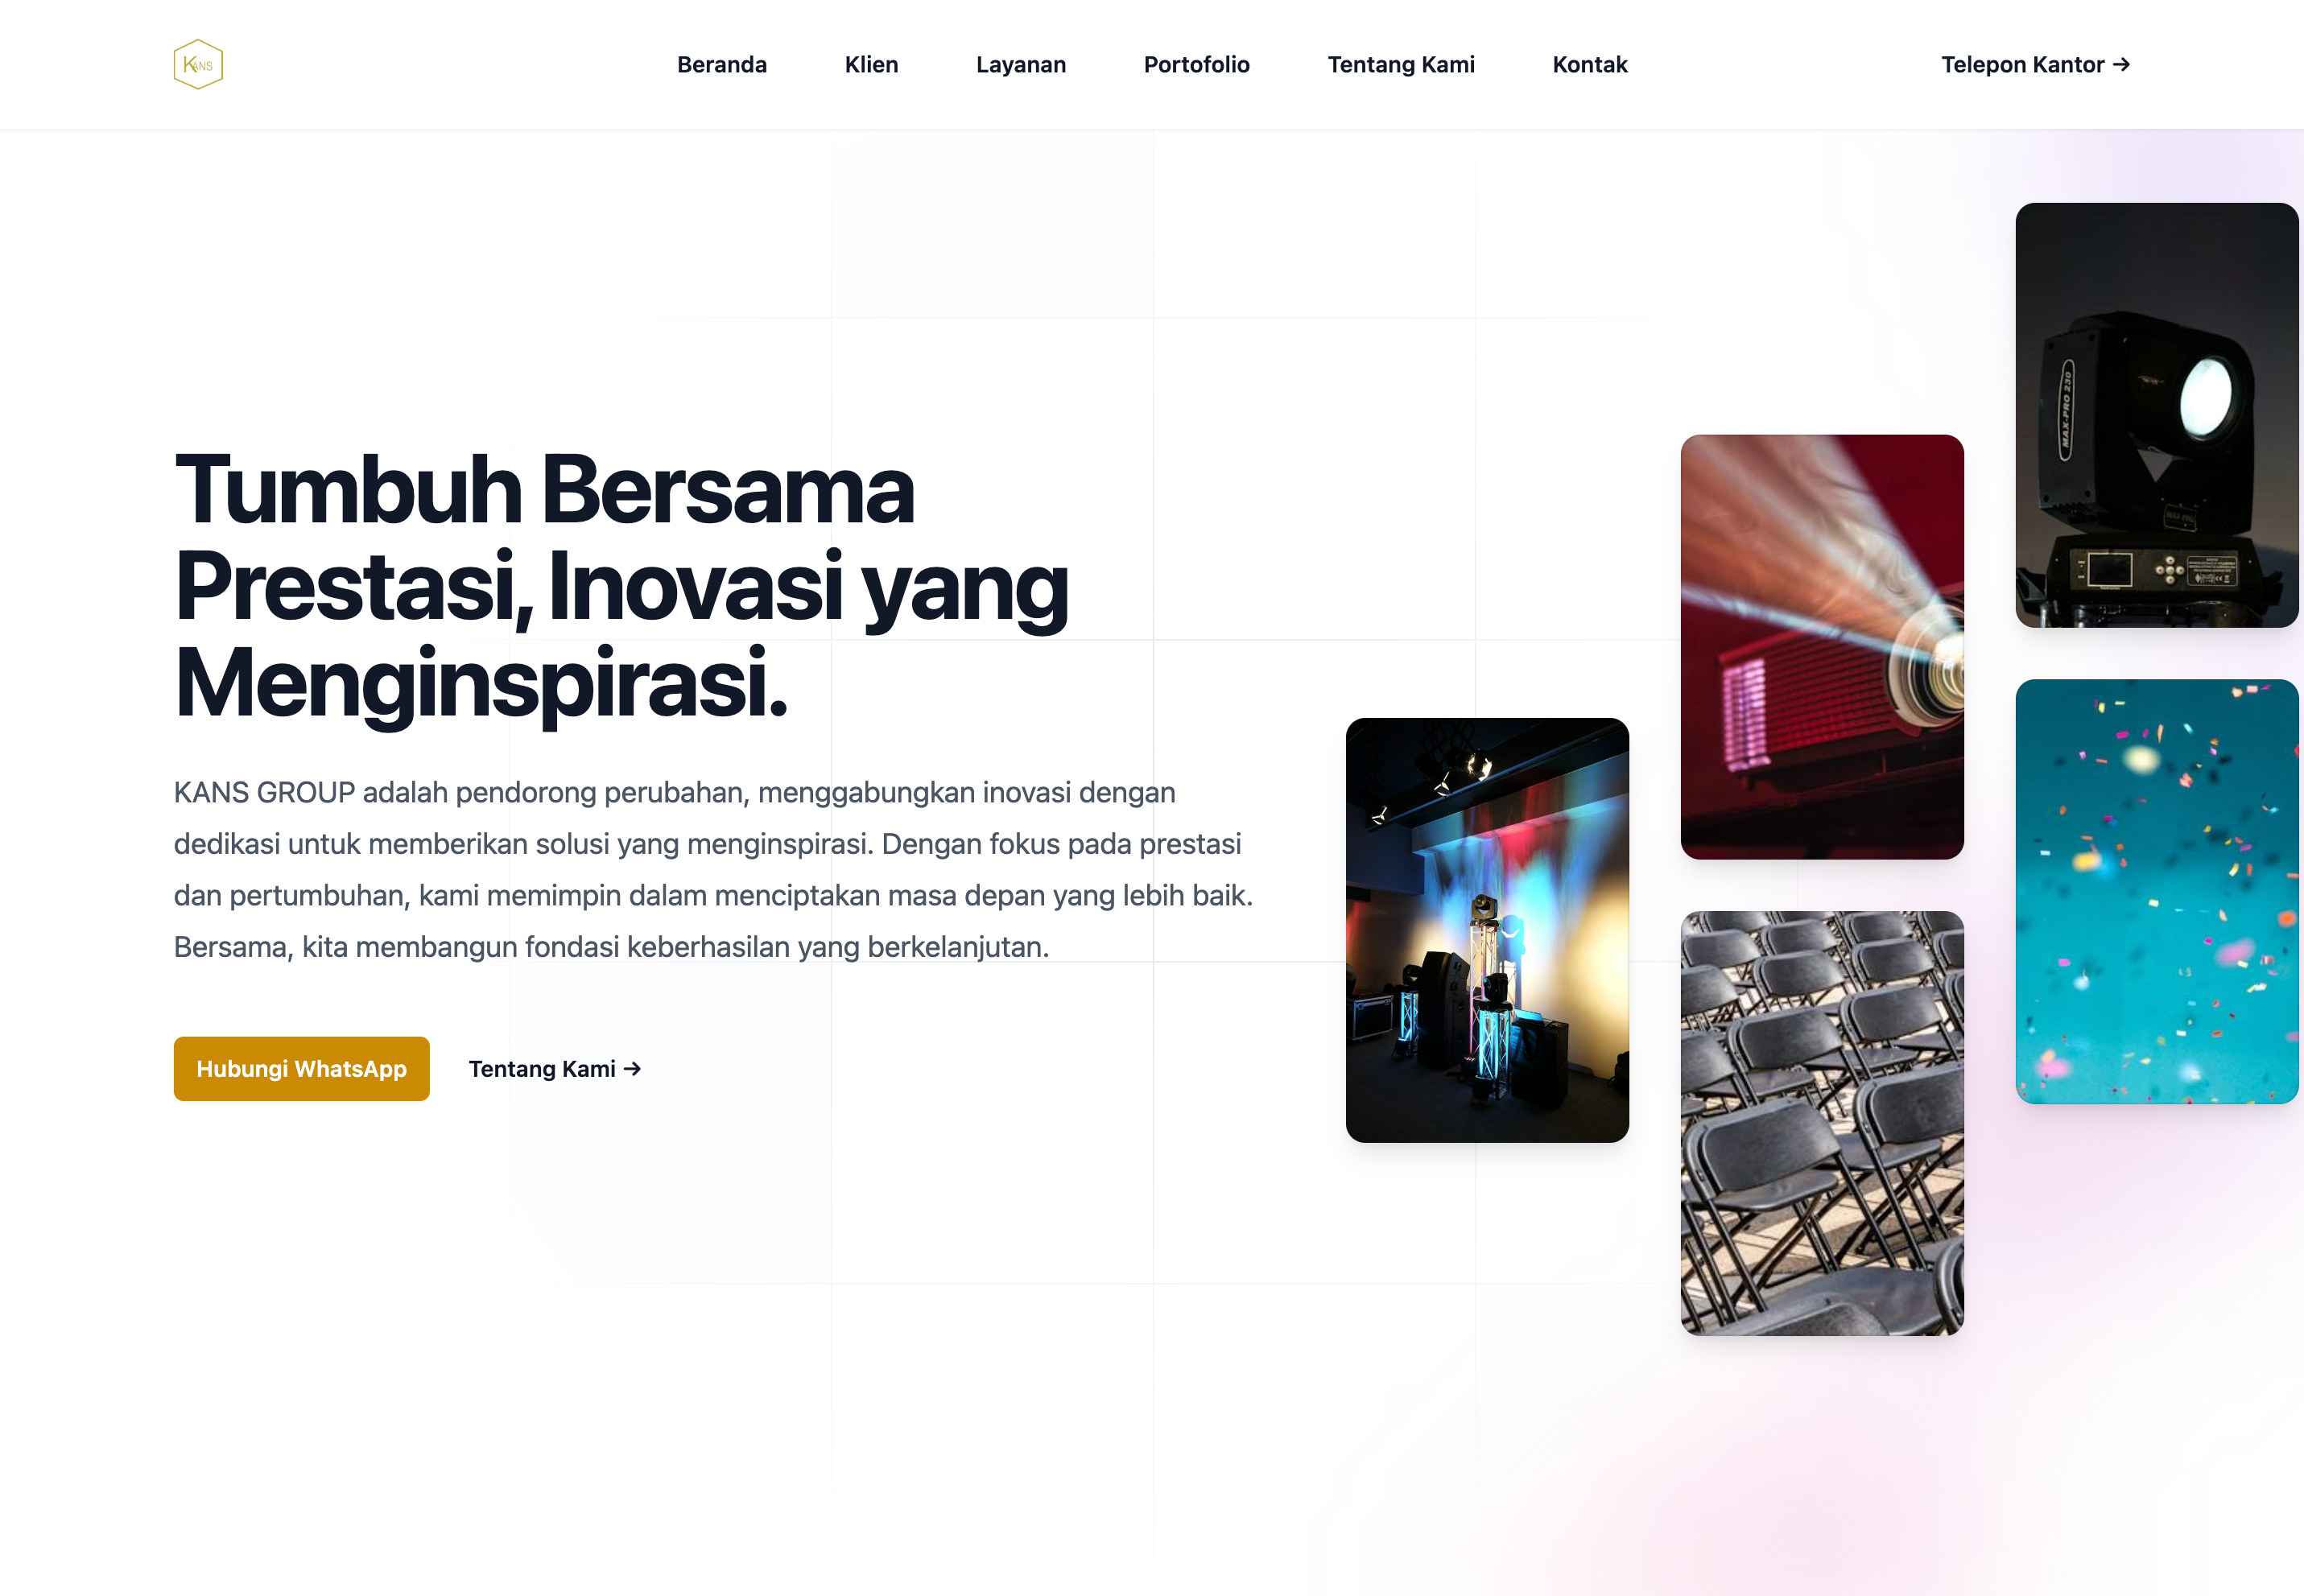 KANS
Beranda Klien Layanan Portofolio Tentang Kami Kontak Telepon Kantor →
Tumbuh Bersama
Prestasi, Inovasi yang
Menginspirasi.
KANS GROUP adalah pendorong perubahan, menggabungkan inovasi dengan
dedikasi untuk memberikan solusi yang menginspirasi. Dengan fokus pada prestasi
dan pertumbuhan, kami memimpin dalam menciptakan masa depan yang lebih baik.
Bersama, kita membangun fondasi keberhasilan yang berkelanjutan.
Hubungi WhatsApp Tentang Kami →
MAX-PRO 230
MAX-PRO